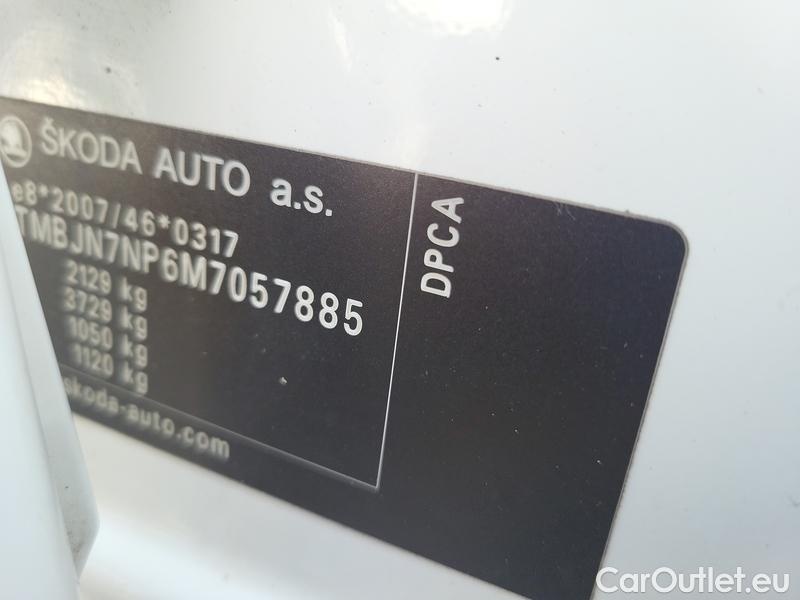 ŠKODA AUTO a.s.
e8*2007/46*0317
TMBJN7NP6M7057885
2129 kg
3729 kg
1050 kg
1120 kg
skoda-auto.com
DPCA
CarOutlet.eu